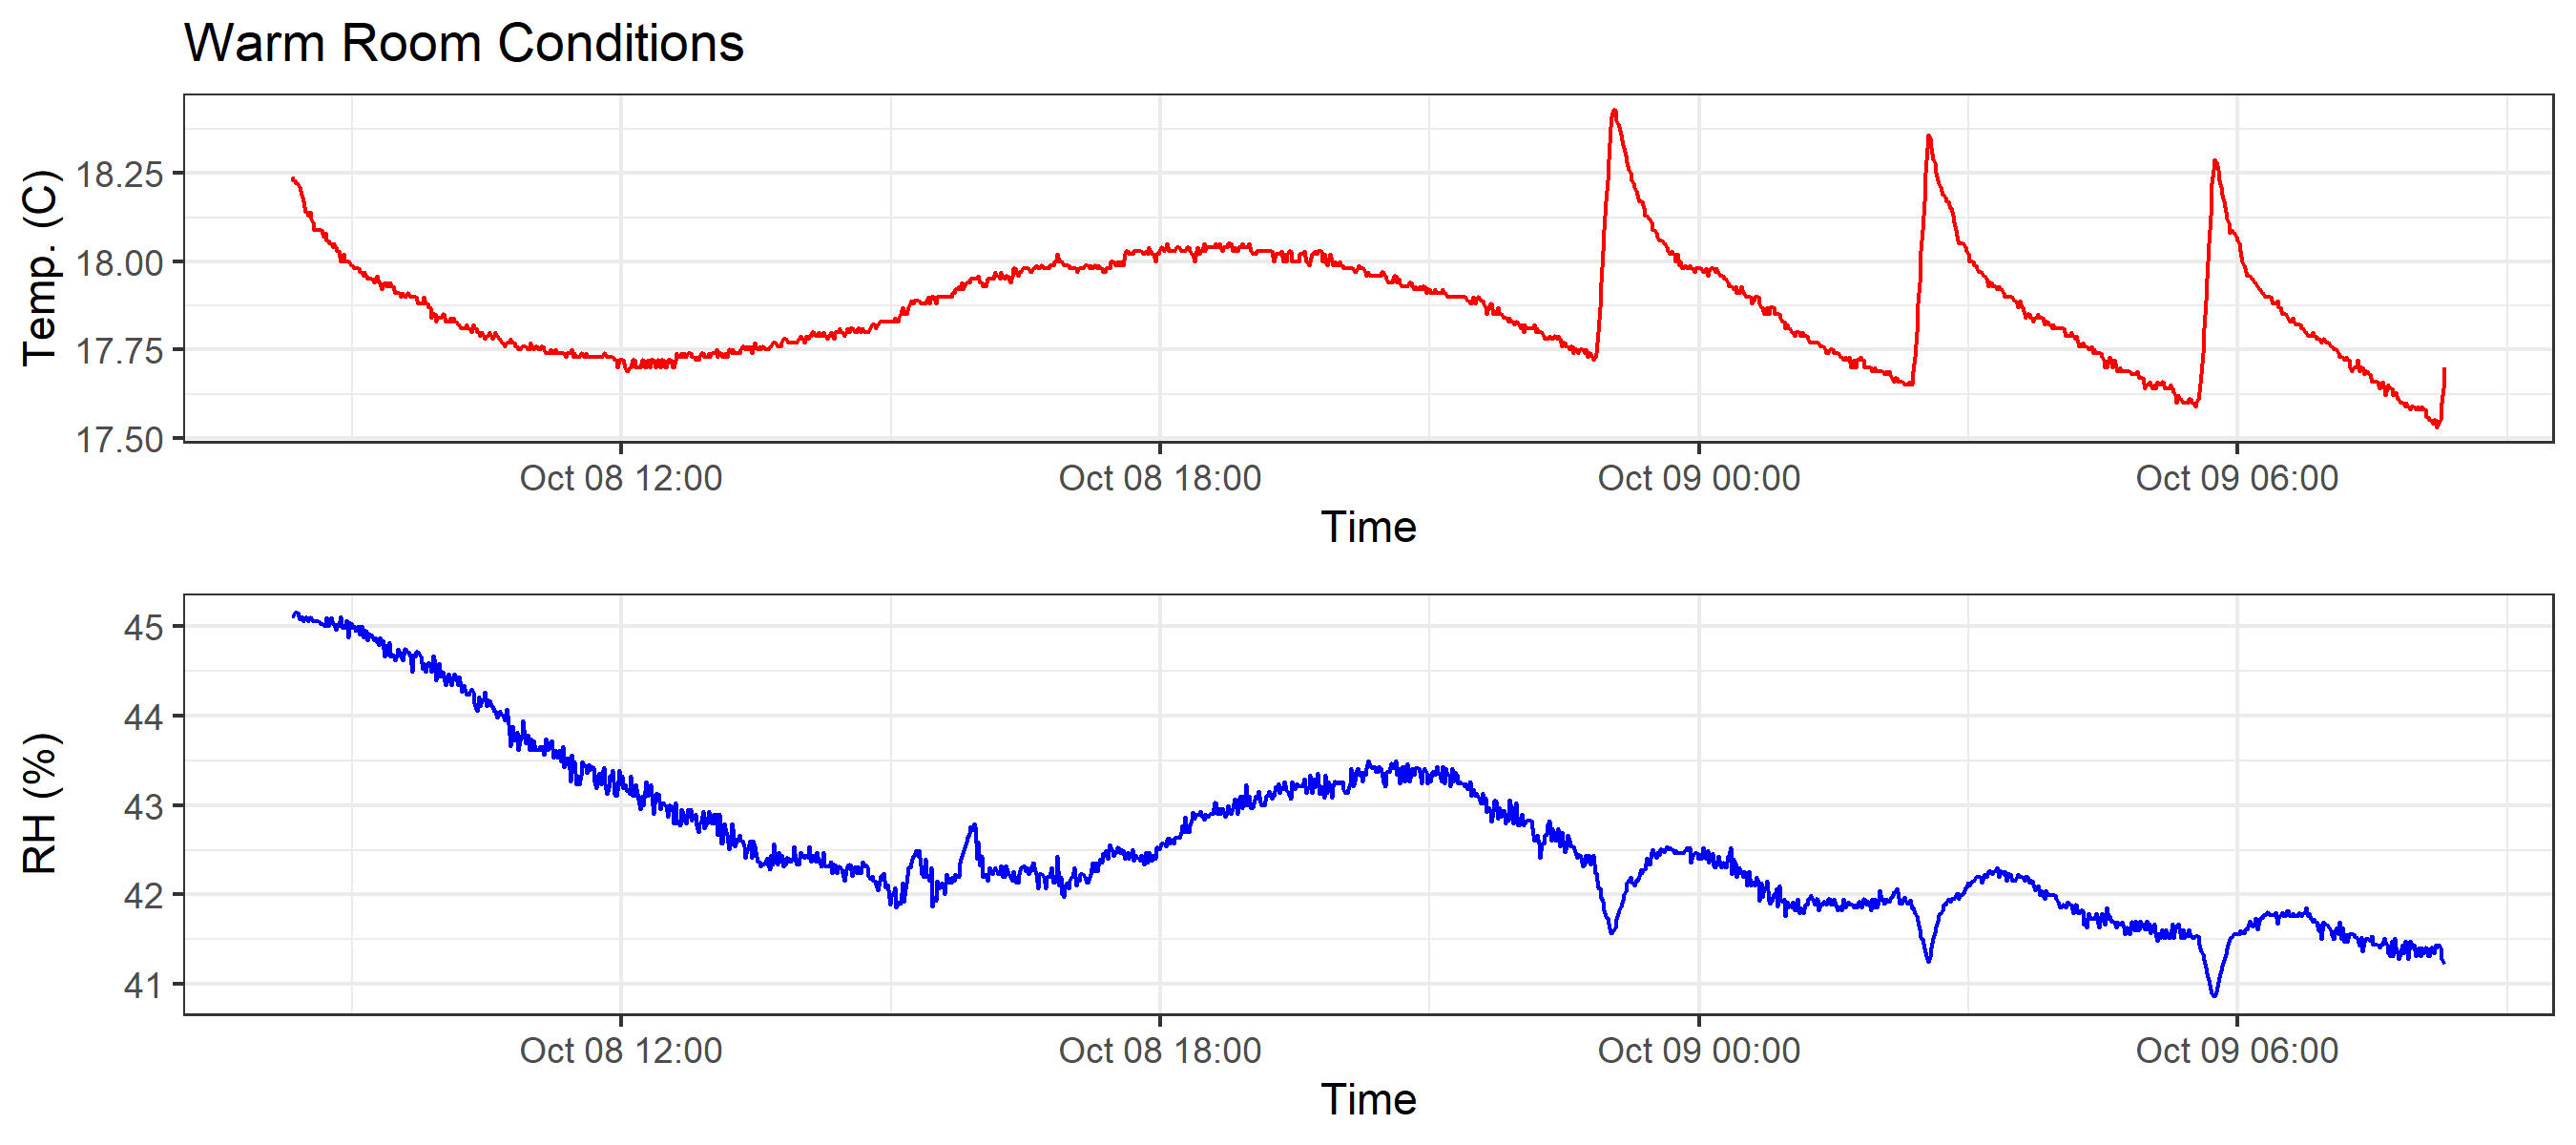 Warm Room Conditions
Temp. (C)
18.25
18.00
17.75
17.50
Oct 08 12:00 Oct 08 18:00 Oct 09 00:00 Oct 09 06:00
Time
RH (%)
45
44
43
42
41
Oct 08 12:00 Oct 08 18:00 Oct 09 00:00 Oct 09 06:00
Time